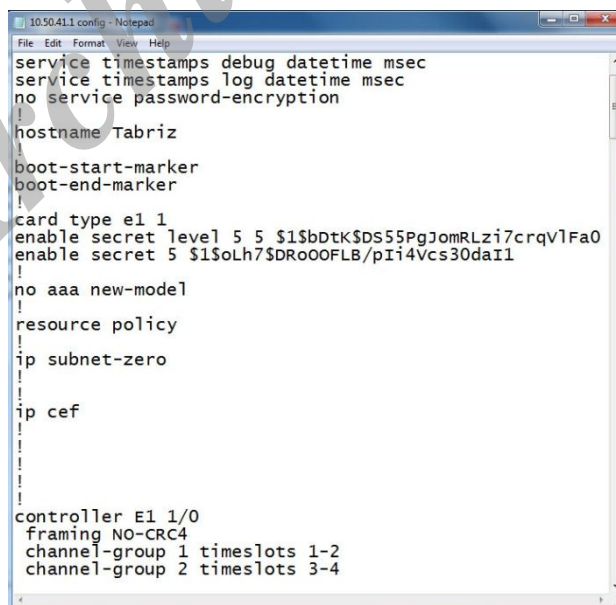 10.50.41.1 config - Notepad
File Edit Format View Help
service timestamps debug datetime msec
service timestamps log datetime msec
no service password-encryption
!
hostname Tabriz
!
boot-start-marker
boot-end-marker
!
card type e1 1
enable secret level 5 5 $1$bDtK$DS55PgJomRLzi7crqVlFa0
enable secret 5 $1$oLh7$DRoOOFLB/pIi4Vcs30daI1
!
no aaa new-model
!
resource policy
!
ip subnet-zero
!
!
ip cef
!
!
!
!
!
controller E1 1/0
framing NO-CRC4
channel-group 1 timeslots 1-2
channel-group 2 timeslots 3-4